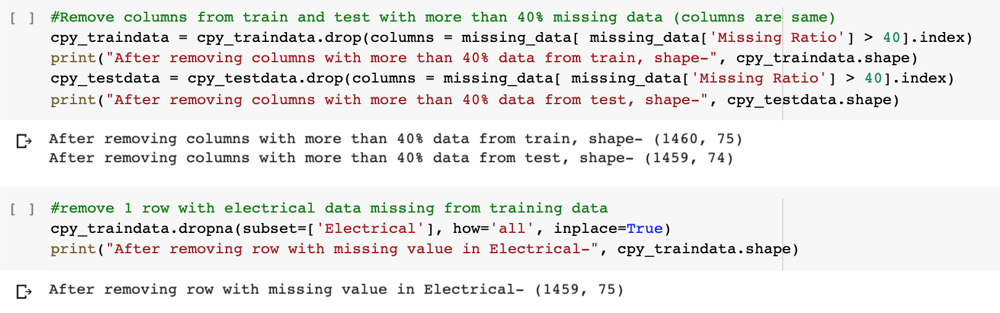 [ ] #Remove columns from train and test with more than 40% missing data (columns are same)
cpy_traindata = cpy_traindata.drop(columns = missing_data[ missing_data['Missing Ratio'] > 40].index)
print("After removing columns with more than 40% data from train, shape-", cpy_traindata.shape)
cpy_testdata = cpy_testdata.drop(columns = missing_data[ missing_data['Missing Ratio'] > 40].index)
print("After removing columns with more than 40% data from test, shape-", cpy_testdata.shape)
After removing columns with more than 40% data from train, shape- (1460, 75)
After removing columns with more than 40% data from test, shape- (1459, 74)
[ ] #remove 1 row with electrical data missing from training data
cpy_traindata.dropna(subset=['Electrical'], how='all', inplace=True)
print("After removing row with missing value in Electrical-", cpy_traindata.shape)
After removing row with missing value in Electrical- (1459, 75)